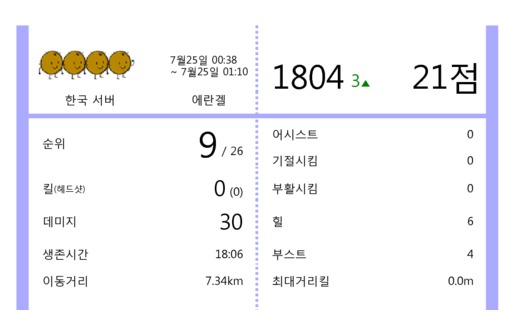 7월25일 00:38
~ 7월25일 01:10
1804 3▲ 21점
한국 서버 에란겔
순위 9 / 26
킬(헤드샷) 0 (0)
데미지 30
생존시간 18:06
이동거리 7.34km
어시스트 0
기절시킴 0
부활시킴 0
힐 6
부스트 4
최대거리킬 0.0m